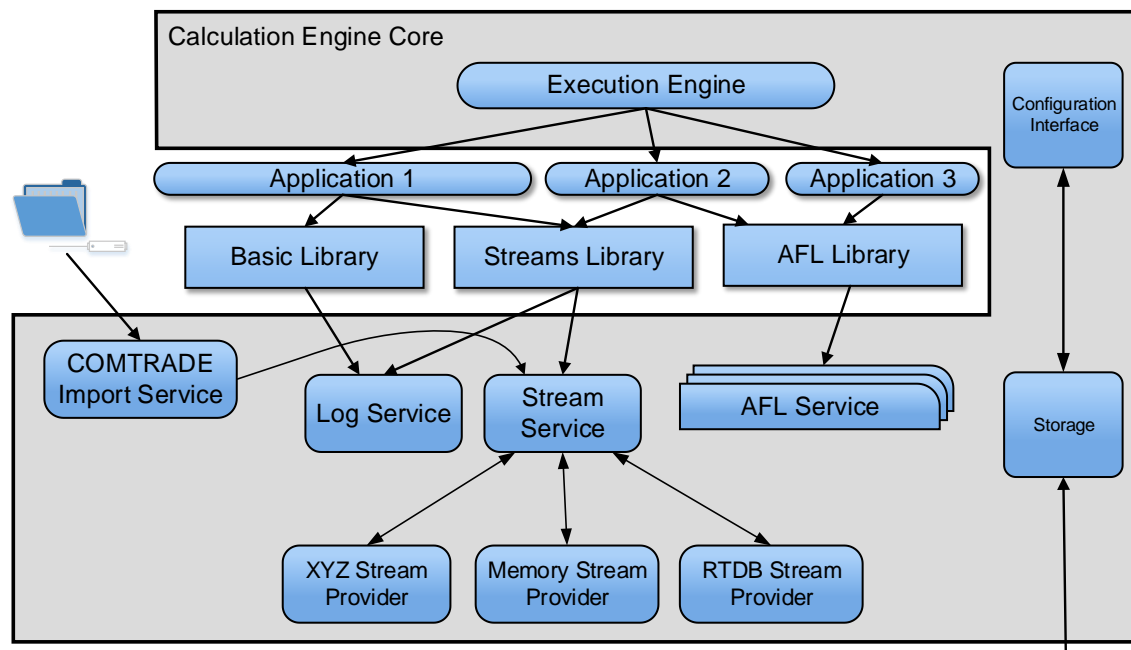 Calculation Engine Core
Execution Engine
Configuration
Interface
Application 1
Application 2
Application 3
Basic Library
Streams Library
AFL Library
COMTRADE
Import Service
Log Service
Stream
Service
AFL Service
Storage
XYZ Stream
Provider
Memory Stream
Provider
RTDB Stream
Provider